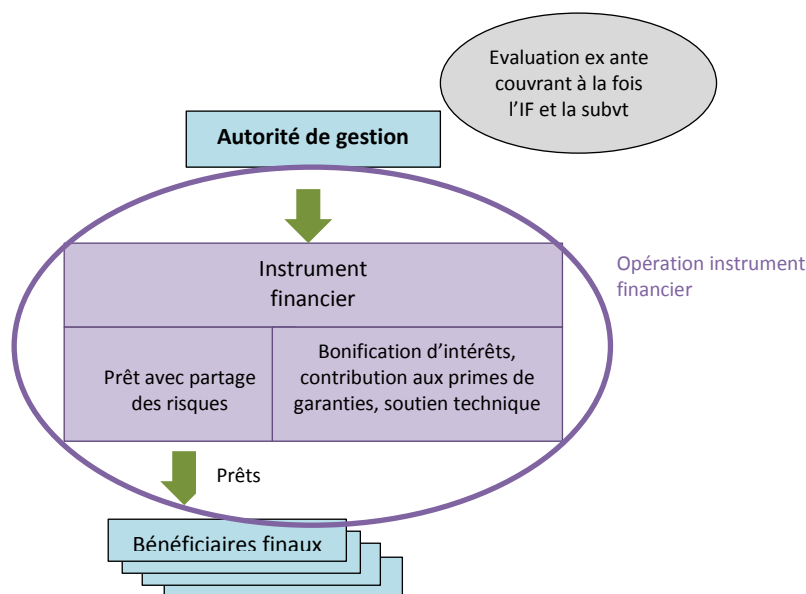 Evaluation ex ante
couvrant à la fois
l'IF et la subvt
Autorité de gestion
Instrument
financier
Opération instrument
financier
Prêt avec partage
des risques
Bonification d'intérêts,
contribution aux primes de
garanties, soutien technique
Prêts
Bénéficiaires finaux